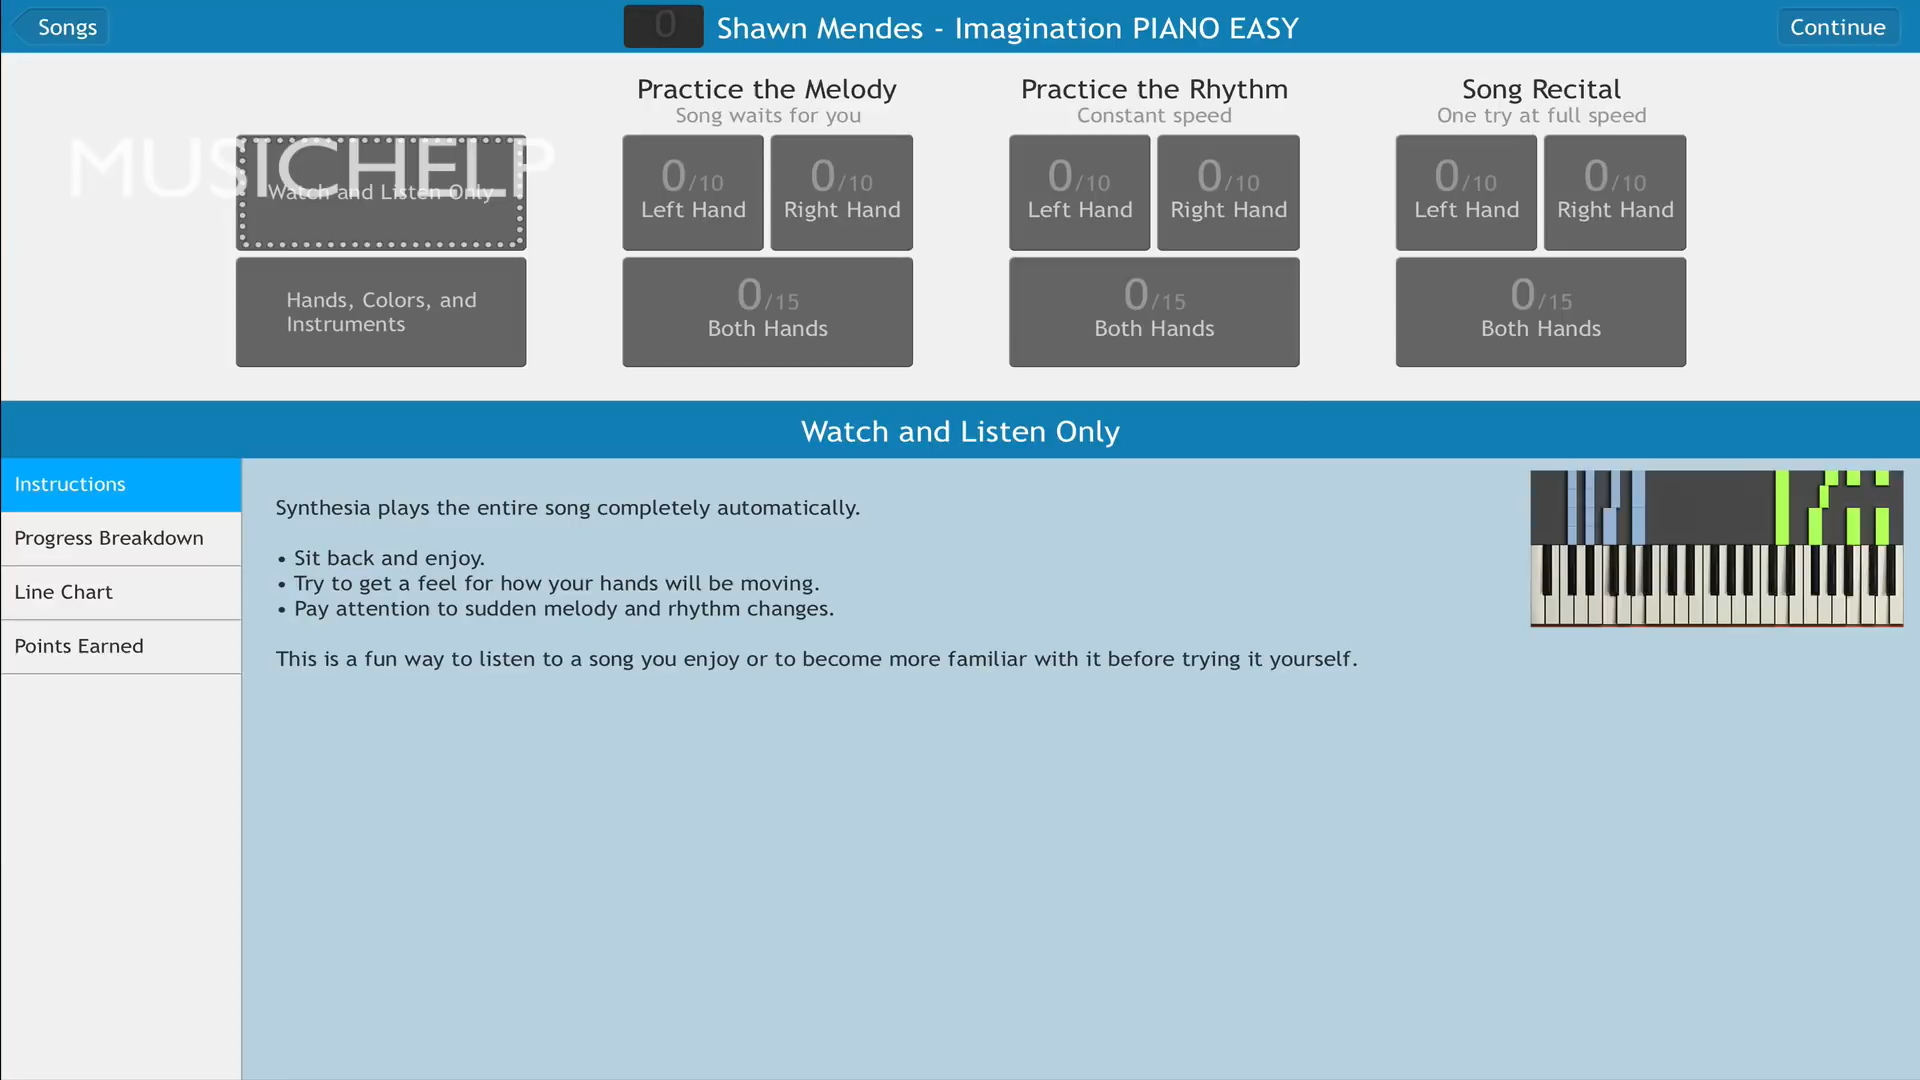 Songs
0
Shawn Mendes - Imagination PIANO EASY
Continue
Practice the Melody
Song waits for you
Practice the Rhythm
Constant speed
Song Recital
One try at full speed
MUSICHELP
Watch and Listen Only
0/10
Left Hand
0/10
Right Hand
0/10
Left Hand
0/10
Right Hand
0/10
Left Hand
0/10
Right Hand
Hands, Colors, and
Instruments
0/15
Both Hands
0/15
Both Hands
0/15
Both Hands
Watch and Listen Only
Instructions
Progress Breakdown
Line Chart
Points Earned
Synthesia plays the entire song completely automatically.
• Sit back and enjoy.
• Try to get a feel for how your hands will be moving.
• Pay attention to sudden melody and rhythm changes.
This is a fun way to listen to a song you enjoy or to become more familiar with it before trying it yourself.